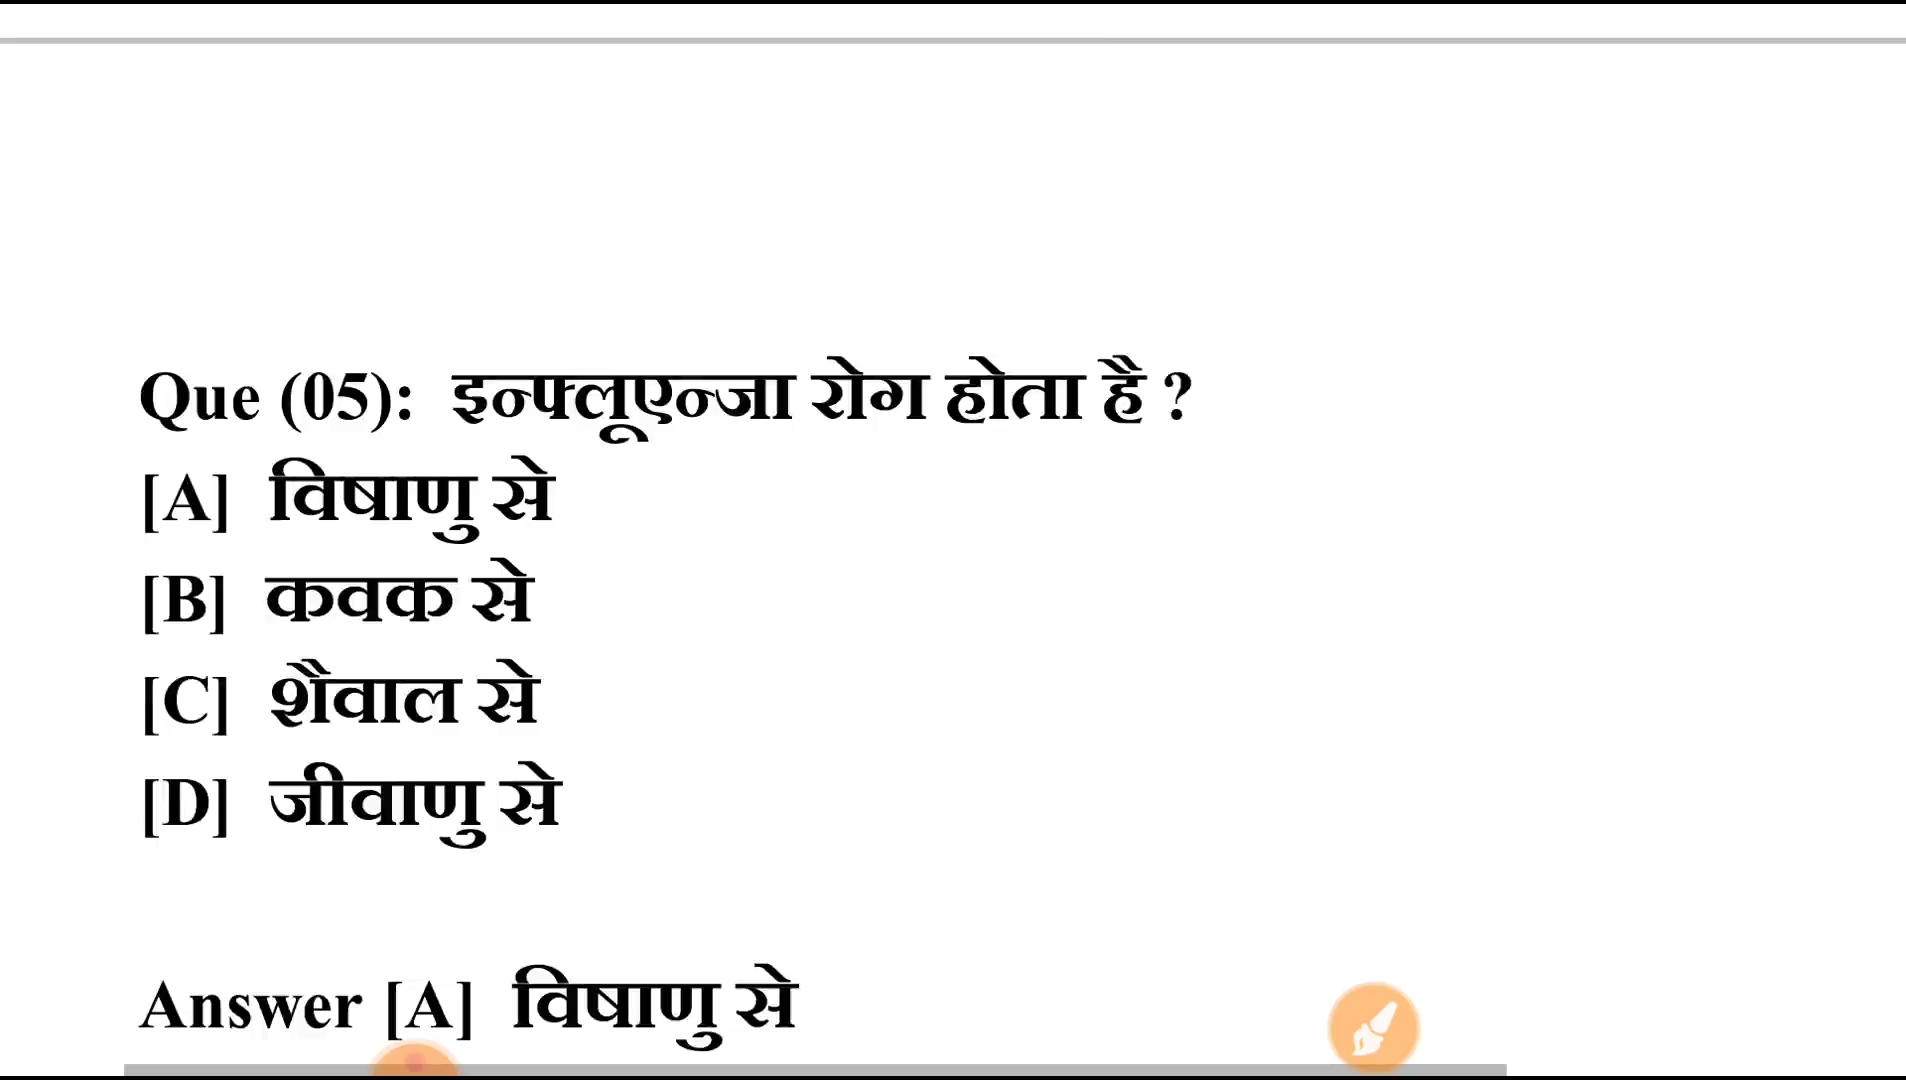 Que (05): इन्फ्लूएन्जा रोग होता है ?
[A] विषाणु से
[B] कवक से
[C] शैवाल से
[D] जीवाणु से
Answer [A] विषाणु से